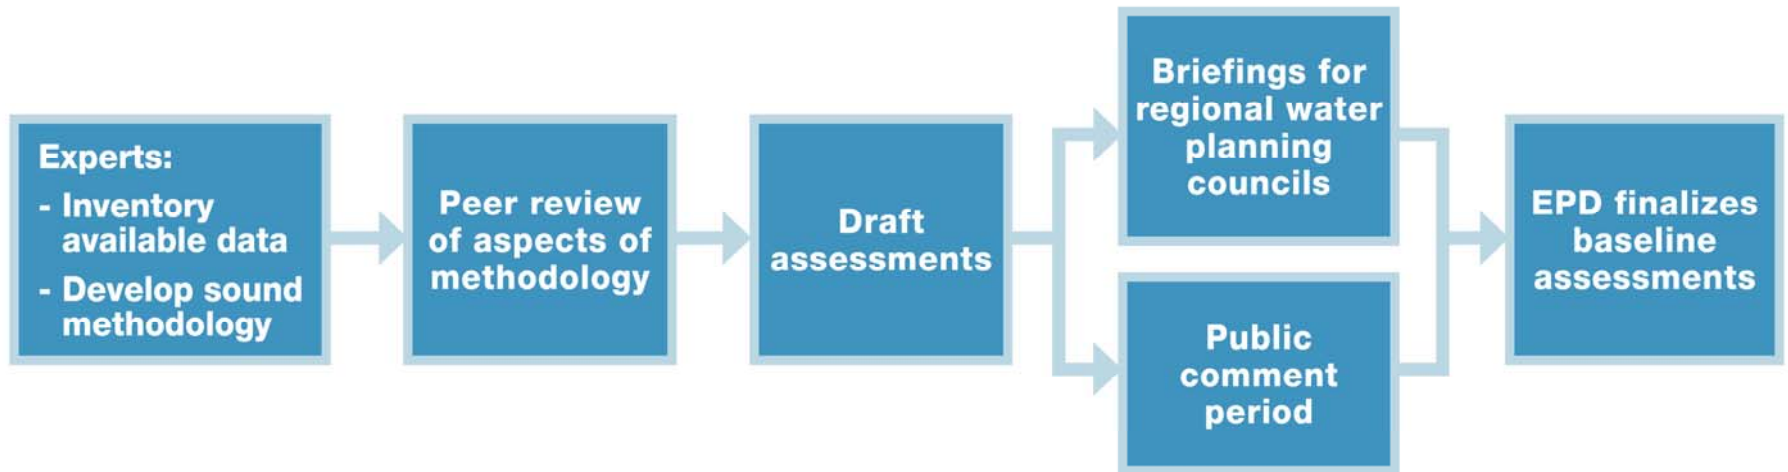 Experts:
- Inventory
available data
- Develop sound
methodology
Peer review
of aspects of
methodology
Draft
assessments
Briefings for
regional water
planning
councils
Public
comment
period
EPD finalizes
baseline
assessments